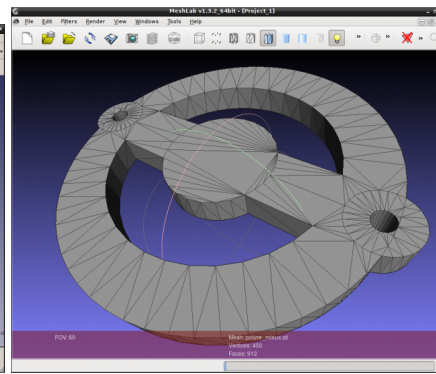 MeshLab v1.3.2_64bit - [Project_1]
File Edit Filters Render View Windows Tools Help
FOV: 60
Mesh: poivre_mieux.stl
Vertices: 450
Faces: 912